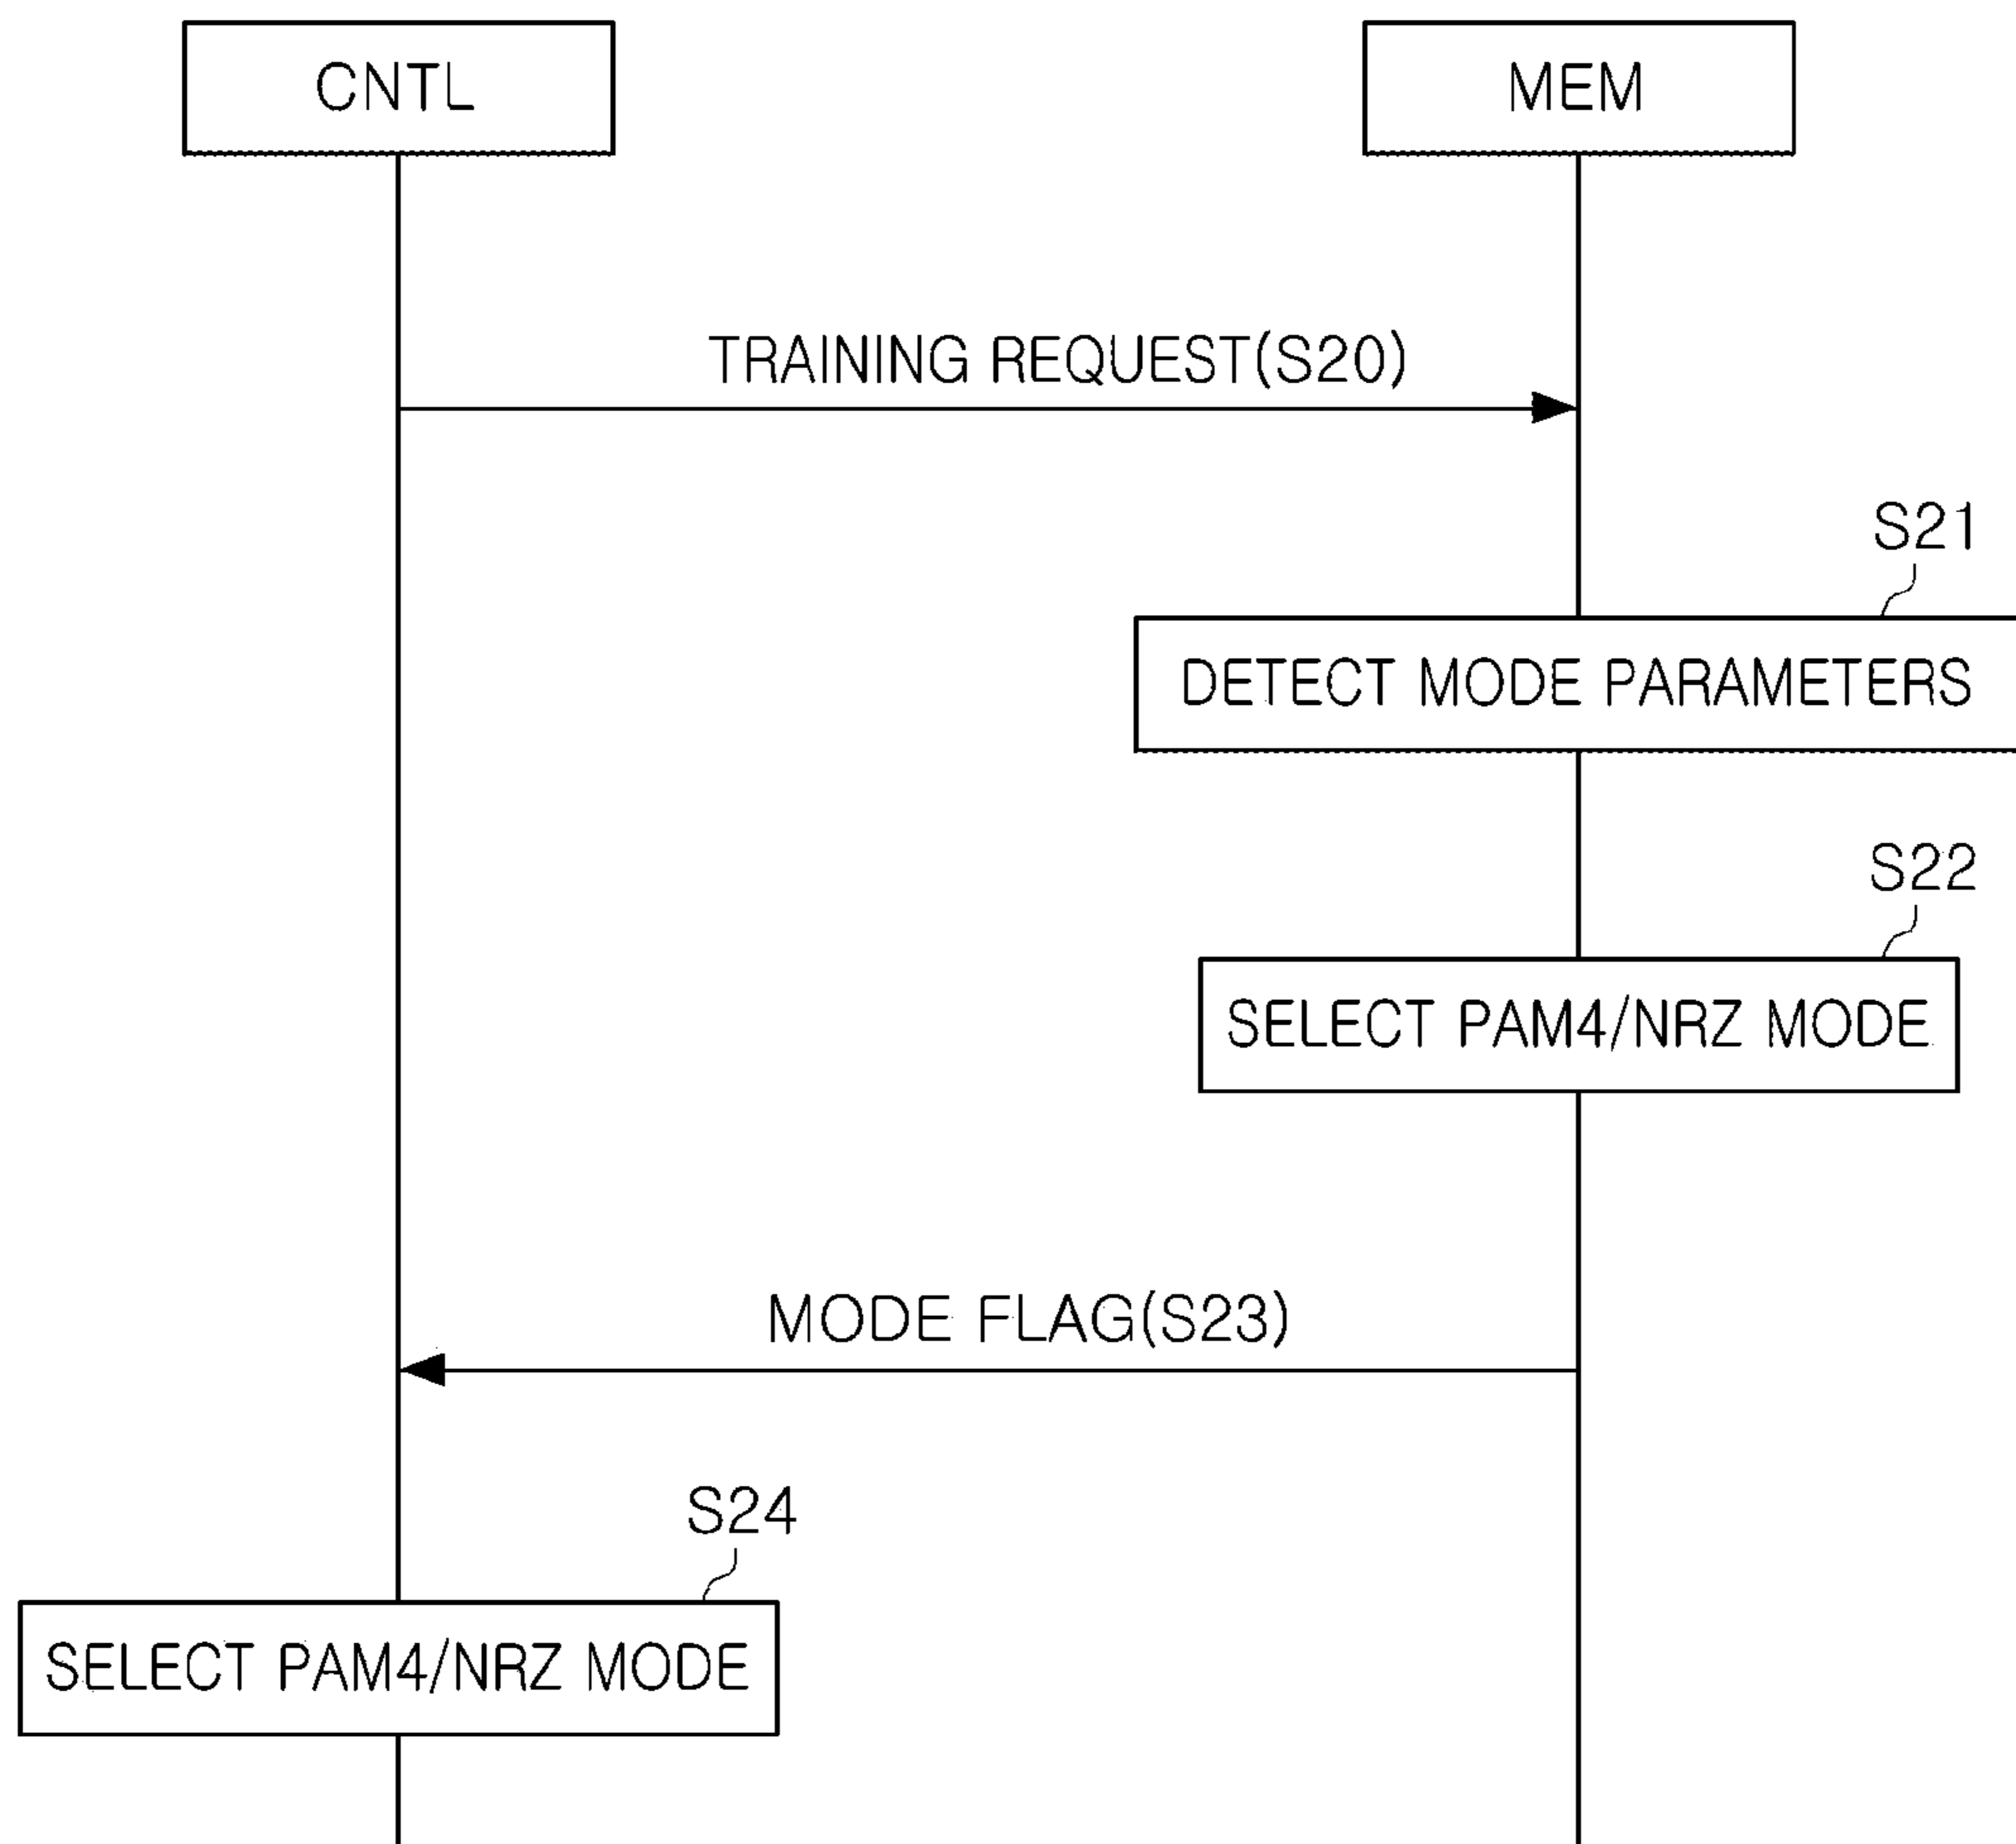 CNTL
MEM
TRAINING REQUEST(S20)
S21
DETECT MODE PARAMETERS
S22
SELECT PAM4/NRZ MODE
MODE FLAG(S23)
S24
SELECT PAM4/NRZ MODE